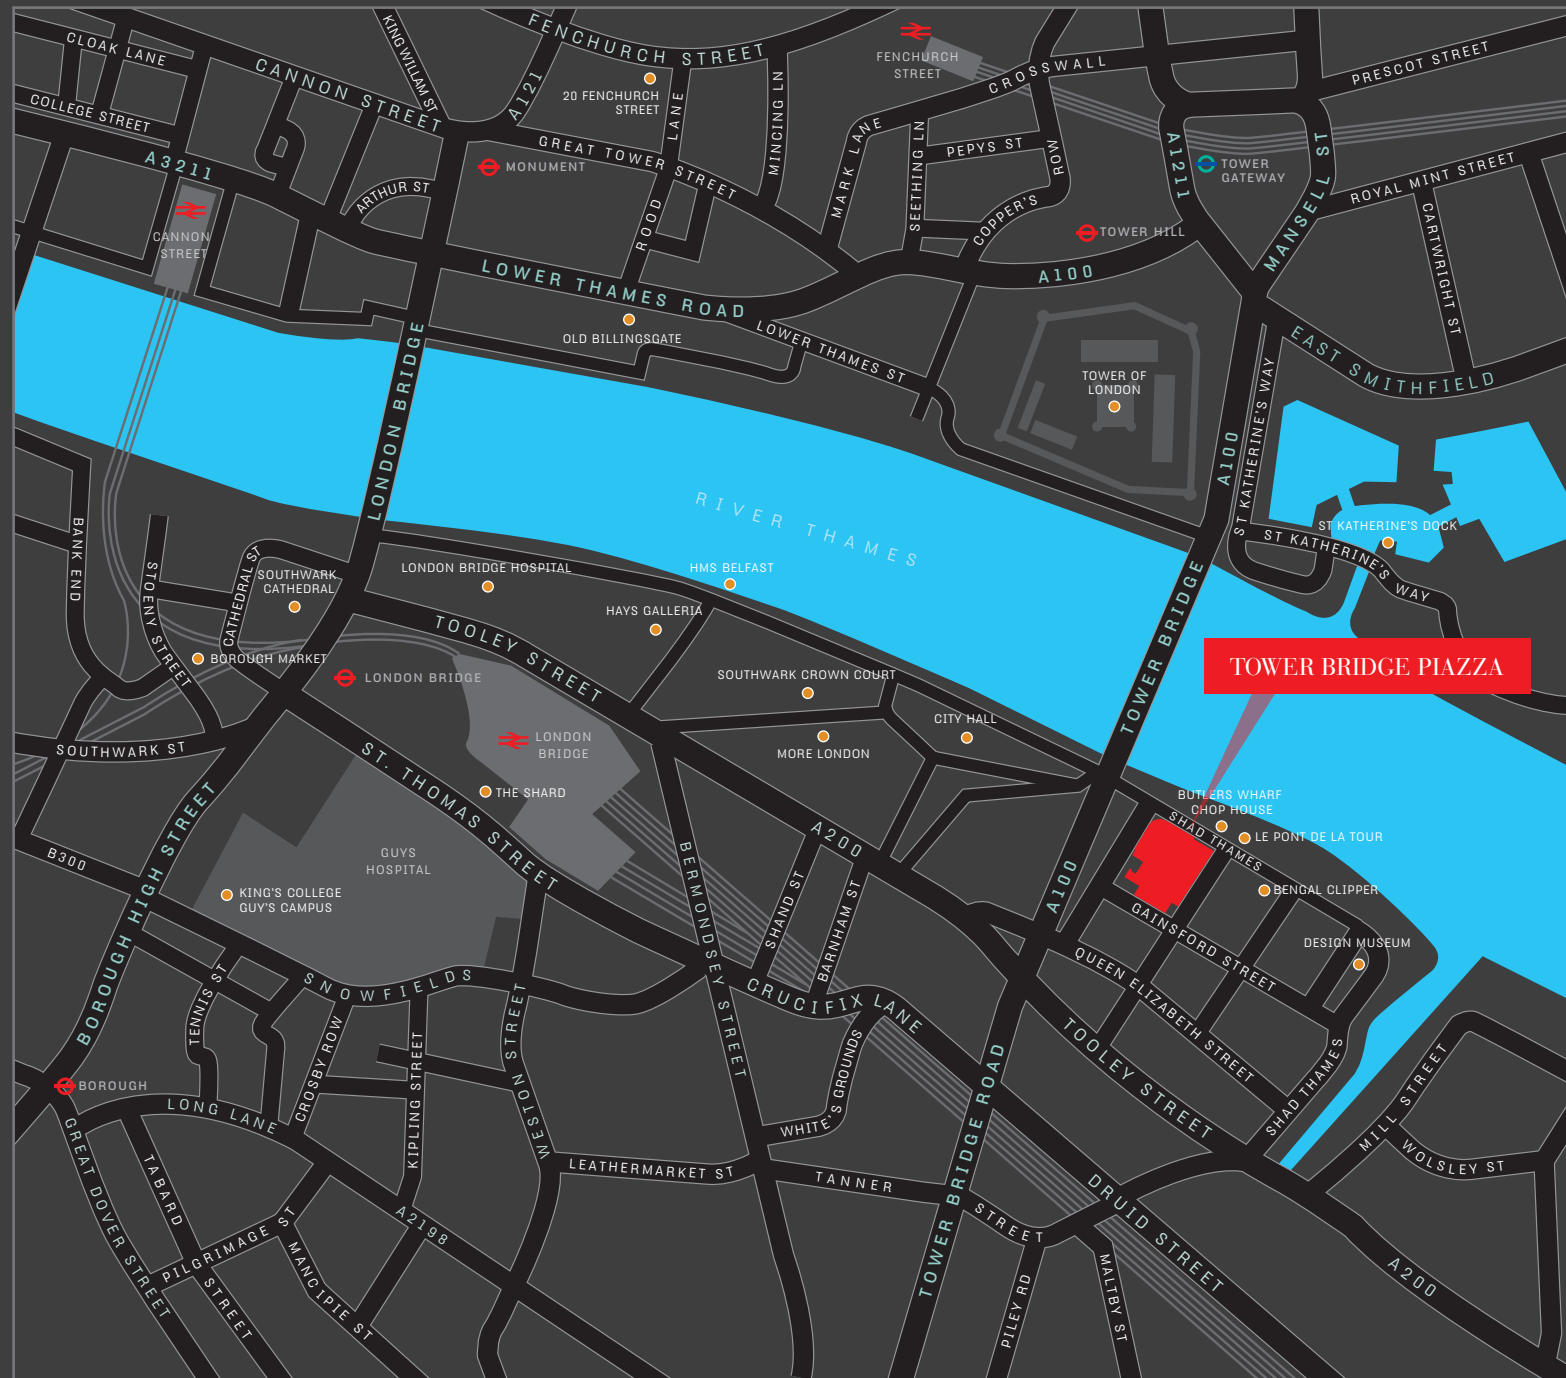 CLOAK LANE
CANNON STREET
KING WILLAM ST
FENCHURCH STREET
A121
20 FENCHURCH
STREET
LANE
MINCING LN
FENCHURCH
STREET
CROSSWALL
PRESCOT STREET
COLLEGE STREET
A3211
MONUMENT
GREAT TOWER STREET
ARTHUR ST
ROOD
MARK LANE
SEETHING LN
PEPYS ST
COPPER'S
ROW
A1211
TOWER
GATEWAY
MANSELL ST
ROYAL MINT STREET
CARTWRIGHT ST
TOWER HILL
CANNON
STREET
LOWER THAMES ROAD
A100
OLD BILLINGSGATE
LOWER THAMES ST
TOWER OF
LONDON
EAST SMITHFIELD
LONDON BRIDGE
A100
ST KATHERINE'S WAY
RIVER THAMES
ST KATHERINE'S DOCK
ST KATHERINE'S WAY
BANK END
STOENY STREET
CATHEDRAL ST
SOUTHWARK
CATHEDRAL
LONDON BRIDGE HOSPITAL
HMS BELFAST
HAYS GALLERIA
TOOLEY STREET
TOWER BRIDGE
BOROUGH MARKET
LONDON BRIDGE
SOUTHWARK CROWN COURT
TOWER BRIDGE PIAZZA
CITY HALL
MORE LONDON
SOUTHWARK ST
LONDON
BRIDGE
ST. THOMAS STREET
THE SHARD
BUTLERS WHARF
CHOP HOUSE
SHAD THAMES
LE PONT DE LA TOUR
B300
GUYS
HOSPITAL
A200
BERMONDSEY STREET
SHAND ST
BARNHAM ST
A100
KING'S COLLEGE
GUY'S CAMPUS
BOROUGH HIGH STREET
BENGAL CLIPPER
GAINSFORD STREET
DESIGN MUSEUM
QUEEN ELIZABETH STREET
TENNIS ST
SNOWFIELDS
CRUCIFIX LANE
CROSBY ROW
KIPLING STREET
WESTON STREET
WHITE'S GROUNDS
TOOLEY STREET
SHAD THAMES
MILL STREET
WOLSLEY ST
BOROUGH
LONG LANE
GREAT DOVER STREET
TABARD STREET
LEATHERMARKET ST
TANNER STREET
TOWER BRIDGE ROAD
DRUID STREET
PILGRIMAGE ST
MANCIPIE ST
A2198
PILEY RD
MALTBY ST
A200